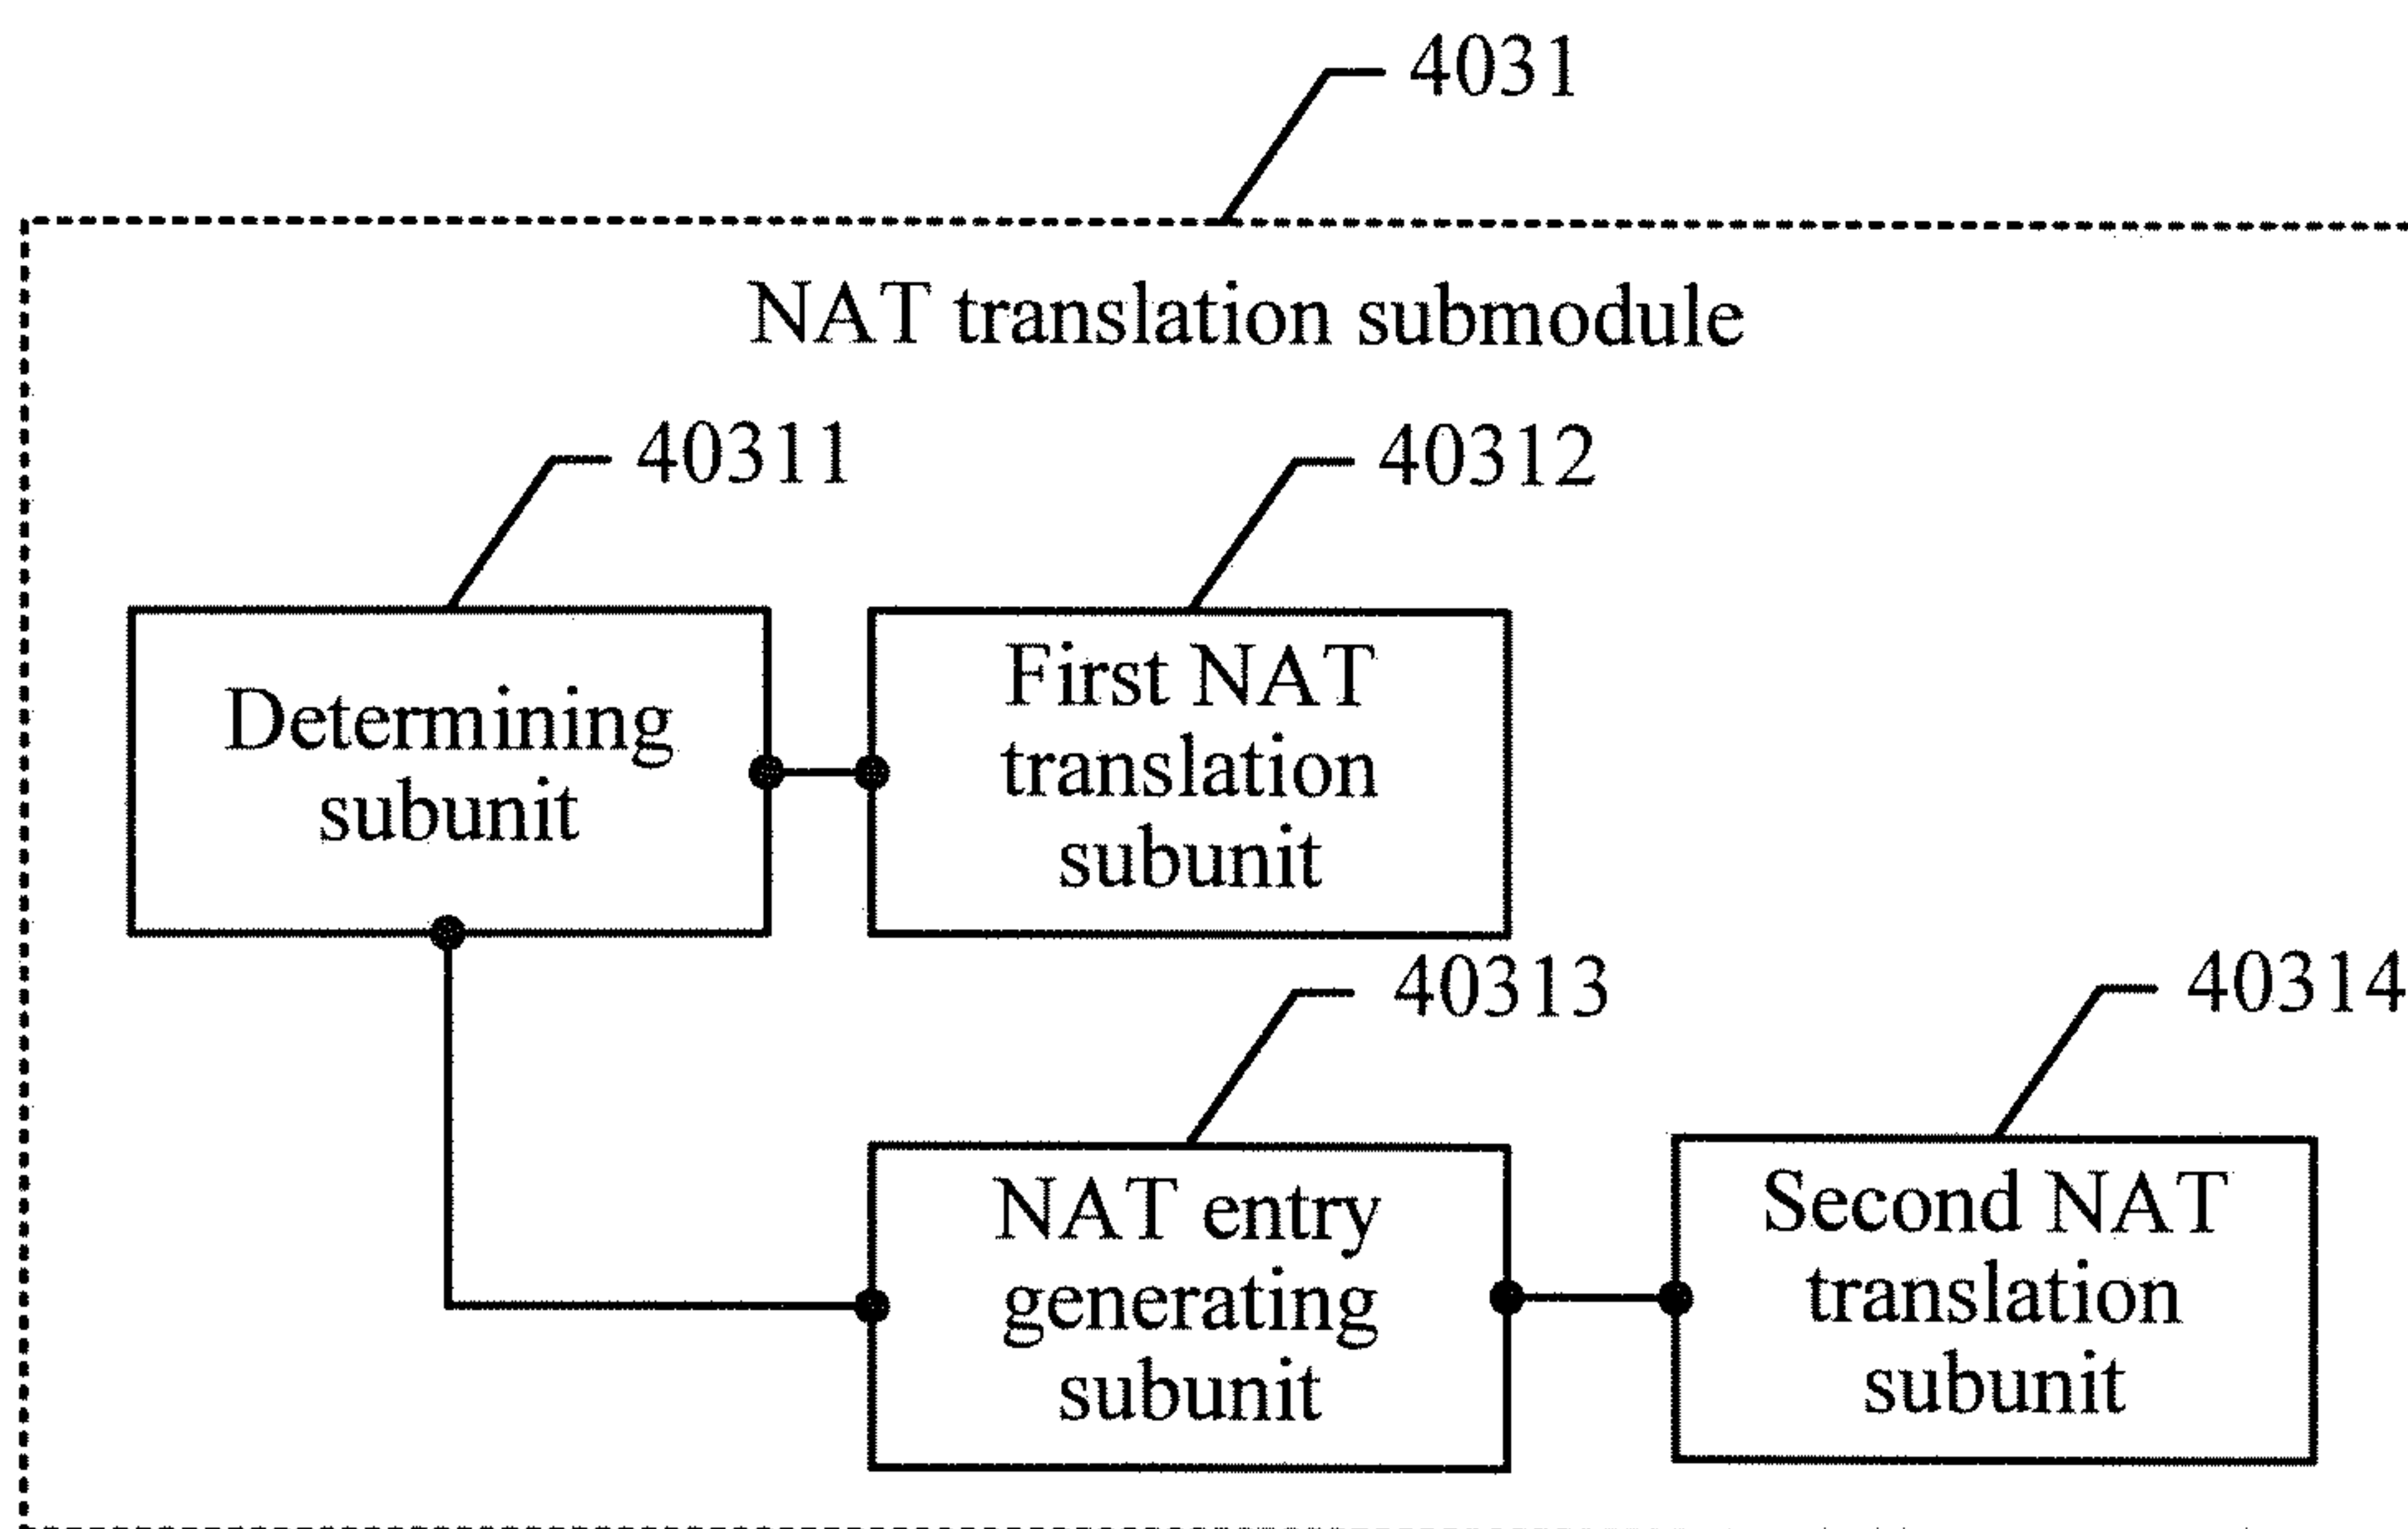 4031
NAT translation submodule
40311
40312
Determining
subunit
First NAT
translation
subunit
40313
40314
NAT entry
generating
subunit
Second NAT
translation
subunit